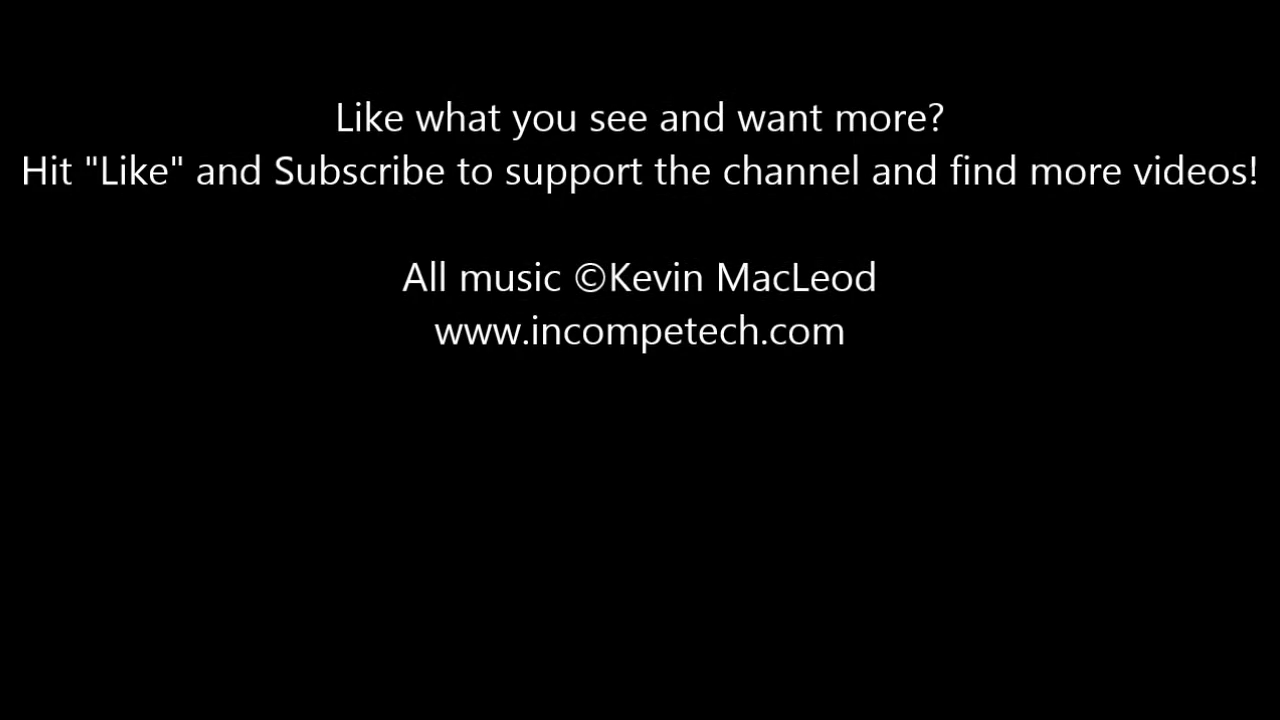 Like what you see and want more?
Hit "Like" and Subscribe to support the channel and find more videos!
All music ©Kevin MacLeod
www.incompetech.com